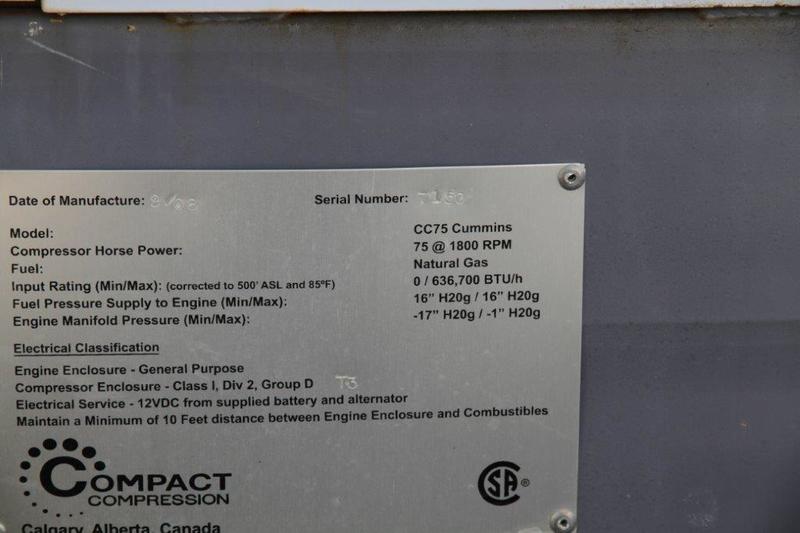 Date of Manufacture: 9/08 Serial Number: 7150
Model: CC75 Cummins
Compressor Horse Power: 75 @ 1800 RPM
Fuel: Natural Gas
Input Rating (Min/Max): (corrected to 500' ASL and 85ºF) 0 / 636,700 BTU/h
Fuel Pressure Supply to Engine (Min/Max): 16" H20g / 16" H20g
Engine Manifold Pressure (Min/Max): -17" H20g / -1" H20g
Electrical Classification
Engine Enclosure - General Purpose
Compressor Enclosure - Class I, Div 2, Group D T3
Electrical Service - 12VDC from supplied battery and alternator
Maintain a Minimum of 10 Feet distance between Engine Enclosure and Combustibles
COMPACT
COMPRESSION
SA ®
Calgary, Alberta, Canada